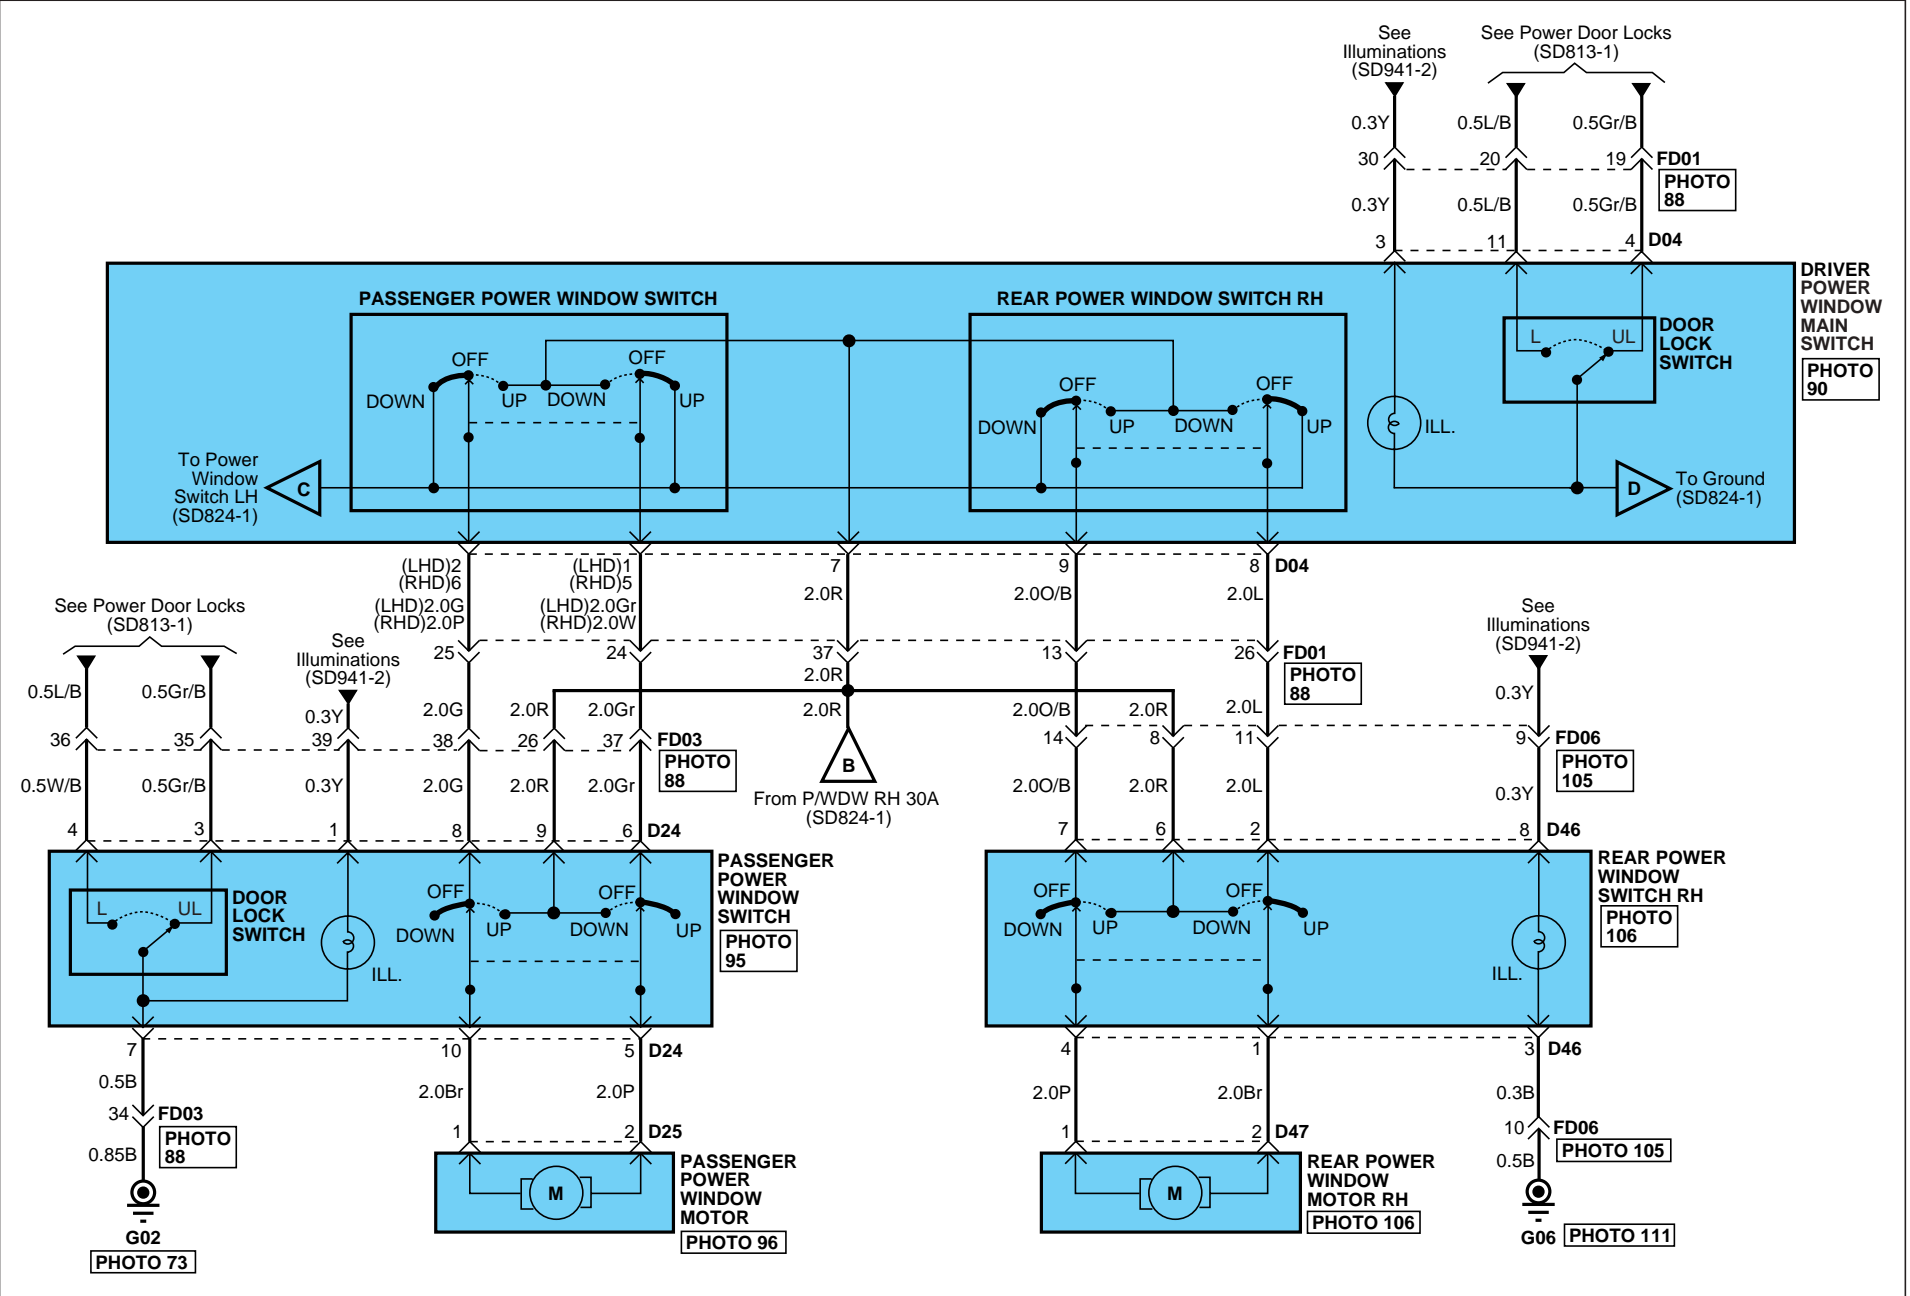 See
Illuminations
(SD941-2)
See Power Door Locks
(SD813-1)
0.3Y
0.5L/B
0.5Gr/B
30
20
19
FD01
PHOTO
88
0.3Y
0.5L/B
0.5Gr/B
3
11
4
D04
DRIVER
POWER
WINDOW
MAIN
SWITCH
PHOTO
90
PASSENGER POWER WINDOW SWITCH
OFF
OFF
DOWN
UP
DOWN
UP
REAR POWER WINDOW SWITCH RH
OFF
OFF
DOWN
UP
DOWN
UP
L
UL
DOOR
LOCK
SWITCH
ILL.
To Power
Window
Switch LH
(SD824-1)
C
D
To Ground
(SD824-1)
(LHD)2
(RHD)6
(LHD)1
(RHD)5
7
9
8
D04
(LHD)2.0G
(RHD)2.0P
(LHD)2.0Gr
(RHD)2.0W
2.0R
2.0O/B
2.0L
25
24
37
13
26
FD01
PHOTO
88
2.0R
See Power Door Locks
(SD813-1)
See
Illuminations
(SD941-2)
See
Illuminations
(SD941-2)
0.5L/B
0.5Gr/B
0.3Y
2.0G
2.0R
2.0Gr
2.0R
2.0O/B
2.0R
2.0L
0.3Y
36
35
39
38
26
37
FD03
PHOTO
88
14
8
11
9
FD06
PHOTO
105
B
From P/WDW RH 30A
(SD824-1)
0.5W/B
0.5Gr/B
0.3Y
2.0G
2.0R
2.0Gr
2.0O/B
2.0R
2.0L
0.3Y
4
3
1
8
9
6
D24
7
6
2
8
D46
L
UL
DOOR
LOCK
SWITCH
ILL.
OFF
OFF
DOWN
UP
DOWN
UP
PASSENGER
POWER
WINDOW
SWITCH
PHOTO
95
OFF
OFF
DOWN
UP
DOWN
UP
ILL.
REAR POWER
WINDOW
SWITCH RH
PHOTO
106
7
10
5
D24
4
1
3
D46
0.5B
2.0Br
2.0P
2.0P
2.0Br
0.3B
34
FD03
PHOTO
88
0.85B
G02
PHOTO 73
1
2
D25
M
PASSENGER
POWER
WINDOW
MOTOR
PHOTO 96
1
2
D47
M
REAR POWER
WINDOW
MOTOR RH
PHOTO 106
10
FD06
PHOTO 105
0.5B
G06
PHOTO 111